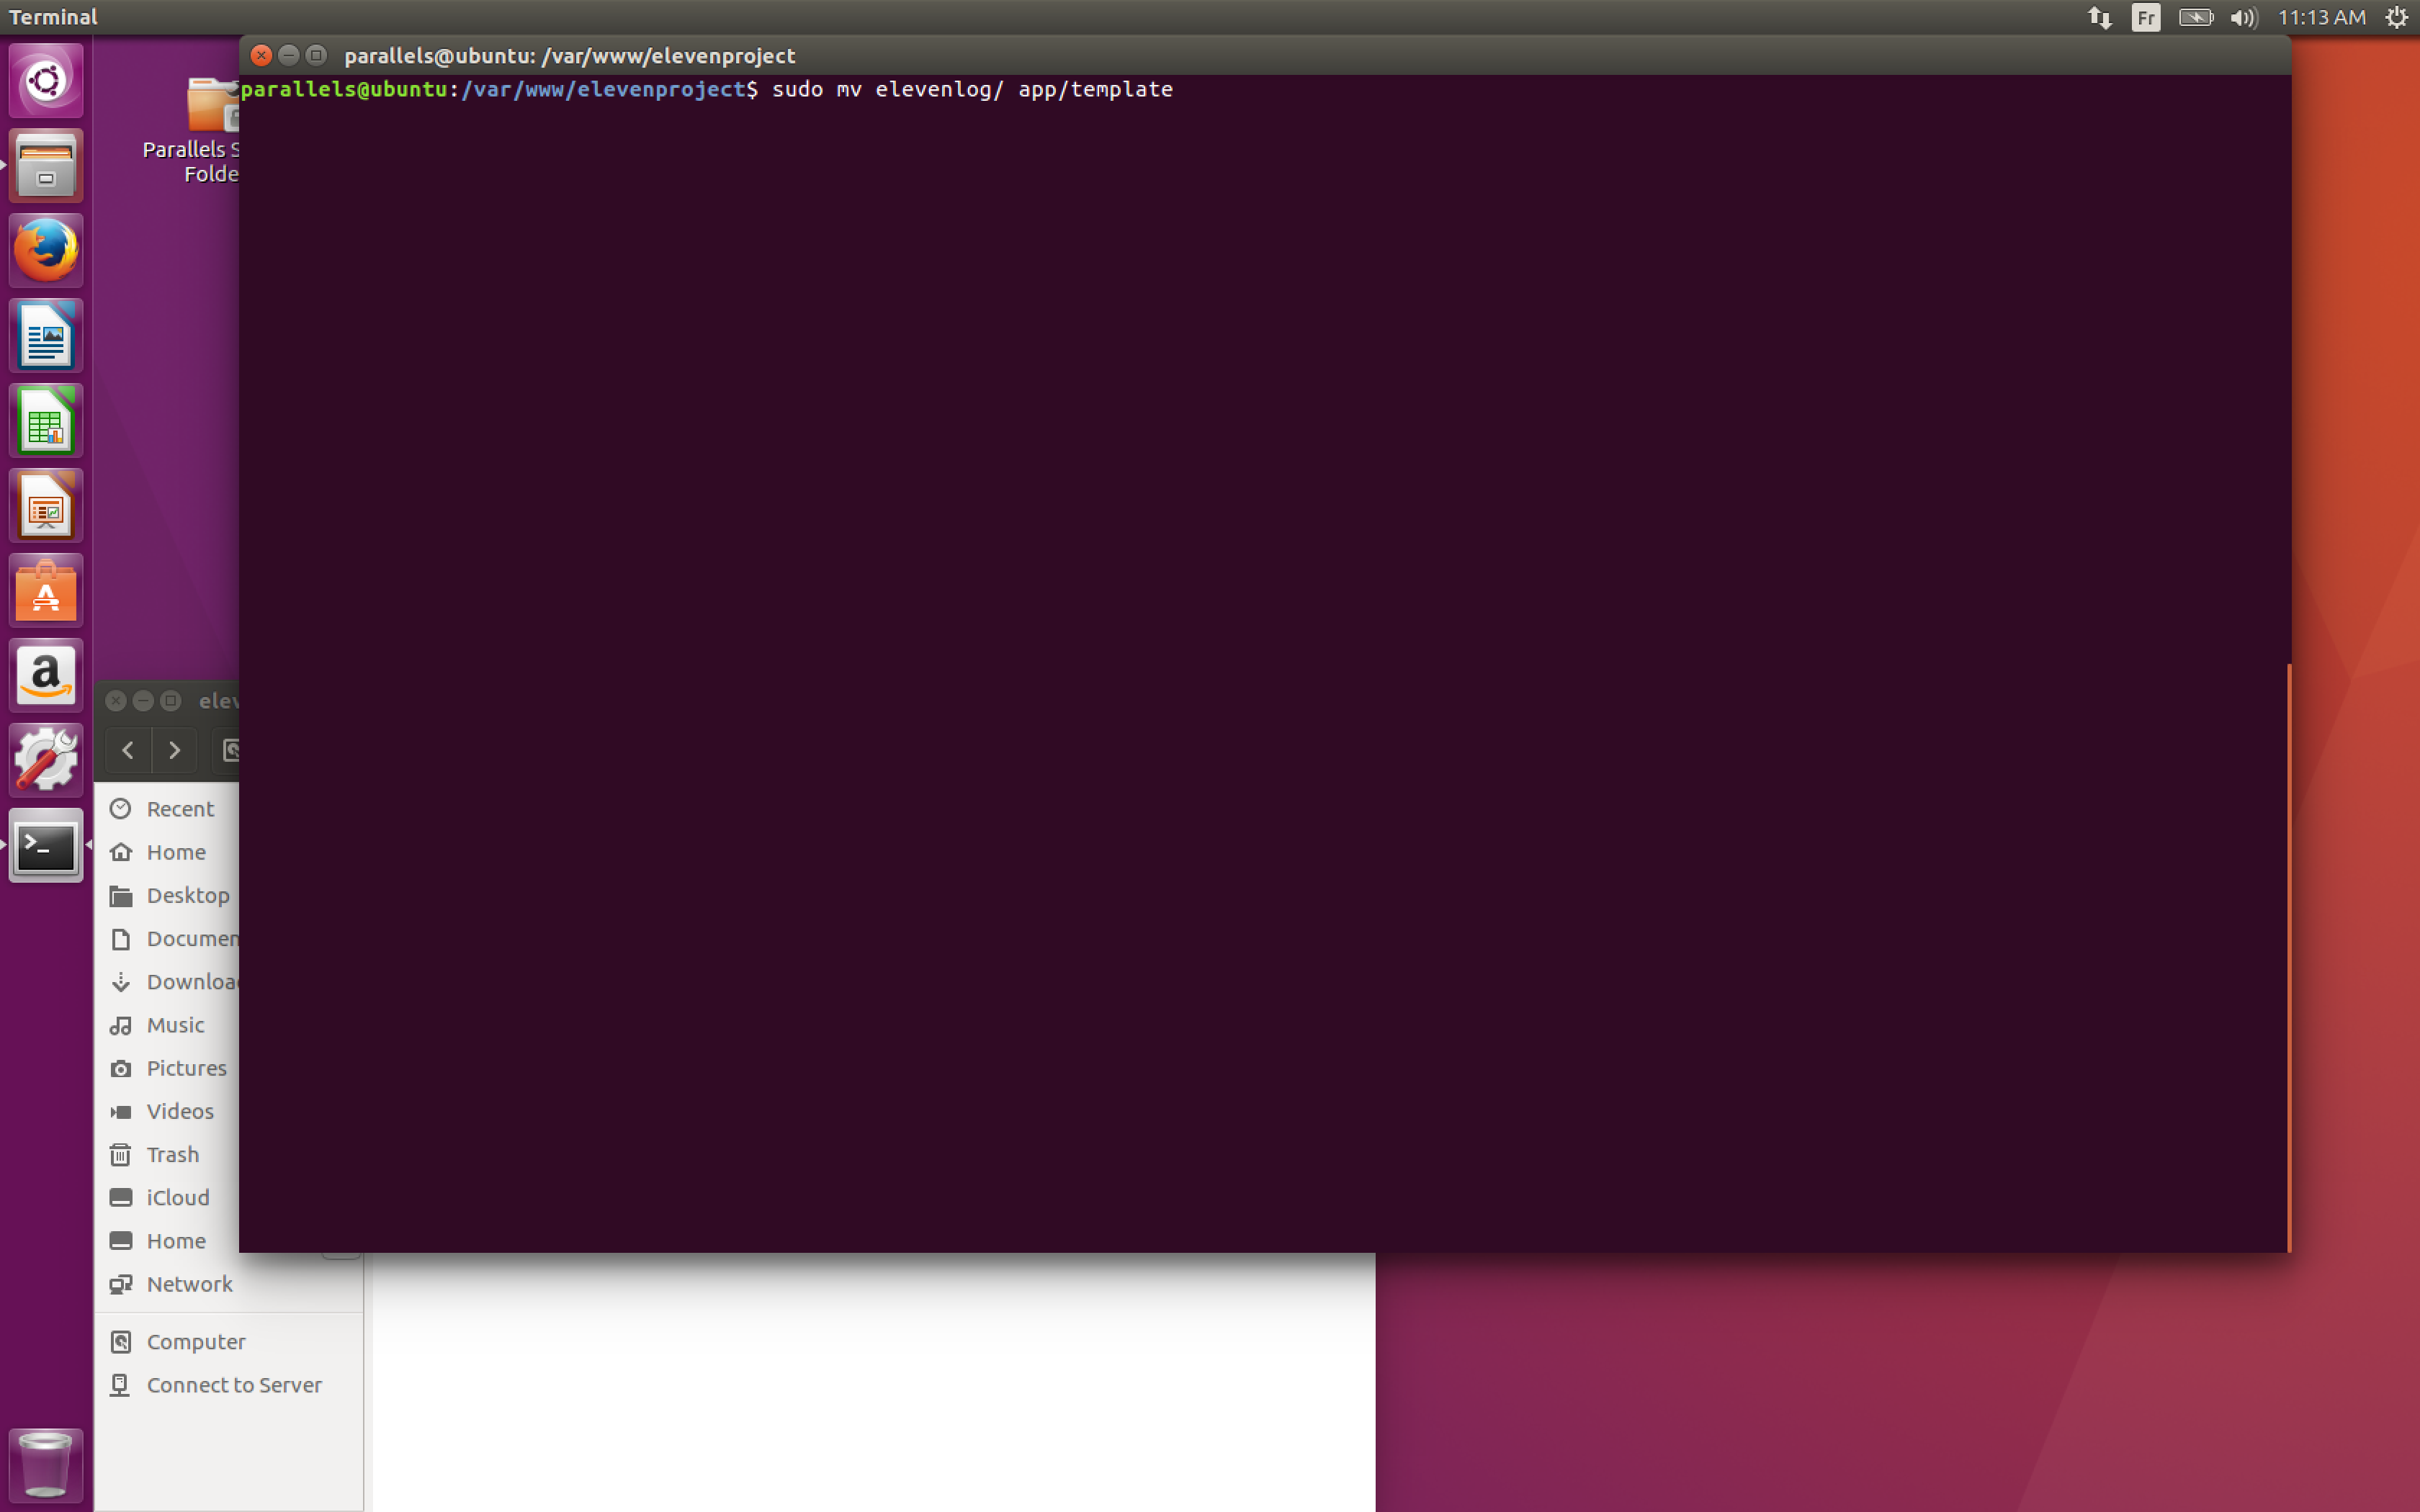 Terminal
Fr
11:13 AM
parallels@ubuntu: /var/www/elevenproject
parallels@ubuntu:/var/www/elevenproject$ sudo mv elevenlog/ app/template
Parallels S
Folde
elev
Recent
Home
Desktop
Documen
Downloa
Music
Pictures
Videos
Trash
iCloud
Home
Network
Computer
Connect to Server